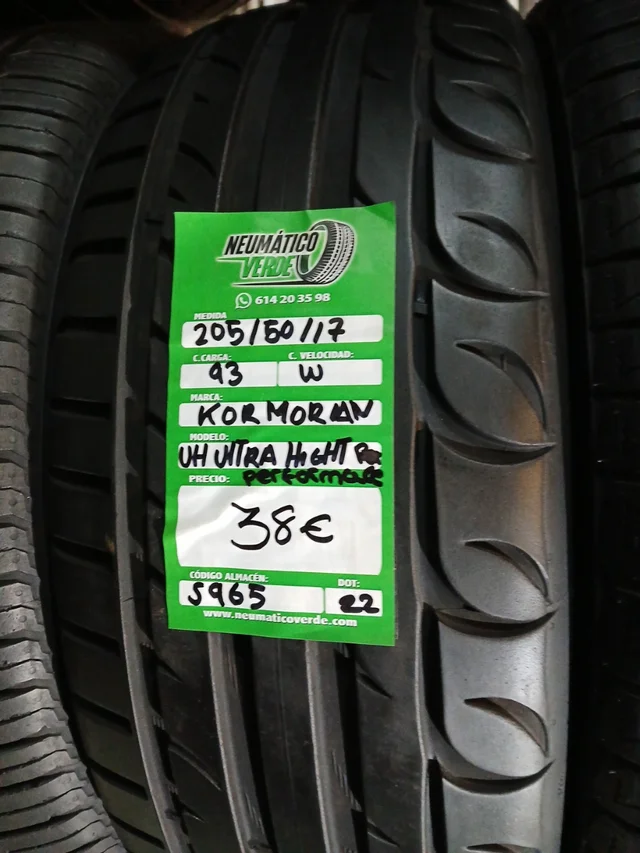 NEUMÁTICO
VERDE
614 20 35 98
MEDIDA
205/50/17
C.CARGA: C. VELOCIDAD:
93 W
MARCA:
KORMORAN
MODELO:
UH ULTRA HIGHT
PRECIO: performace
38€
CÓDIGO ALMACÉN: DOT:
S965 22
www.neumaticoverde.com